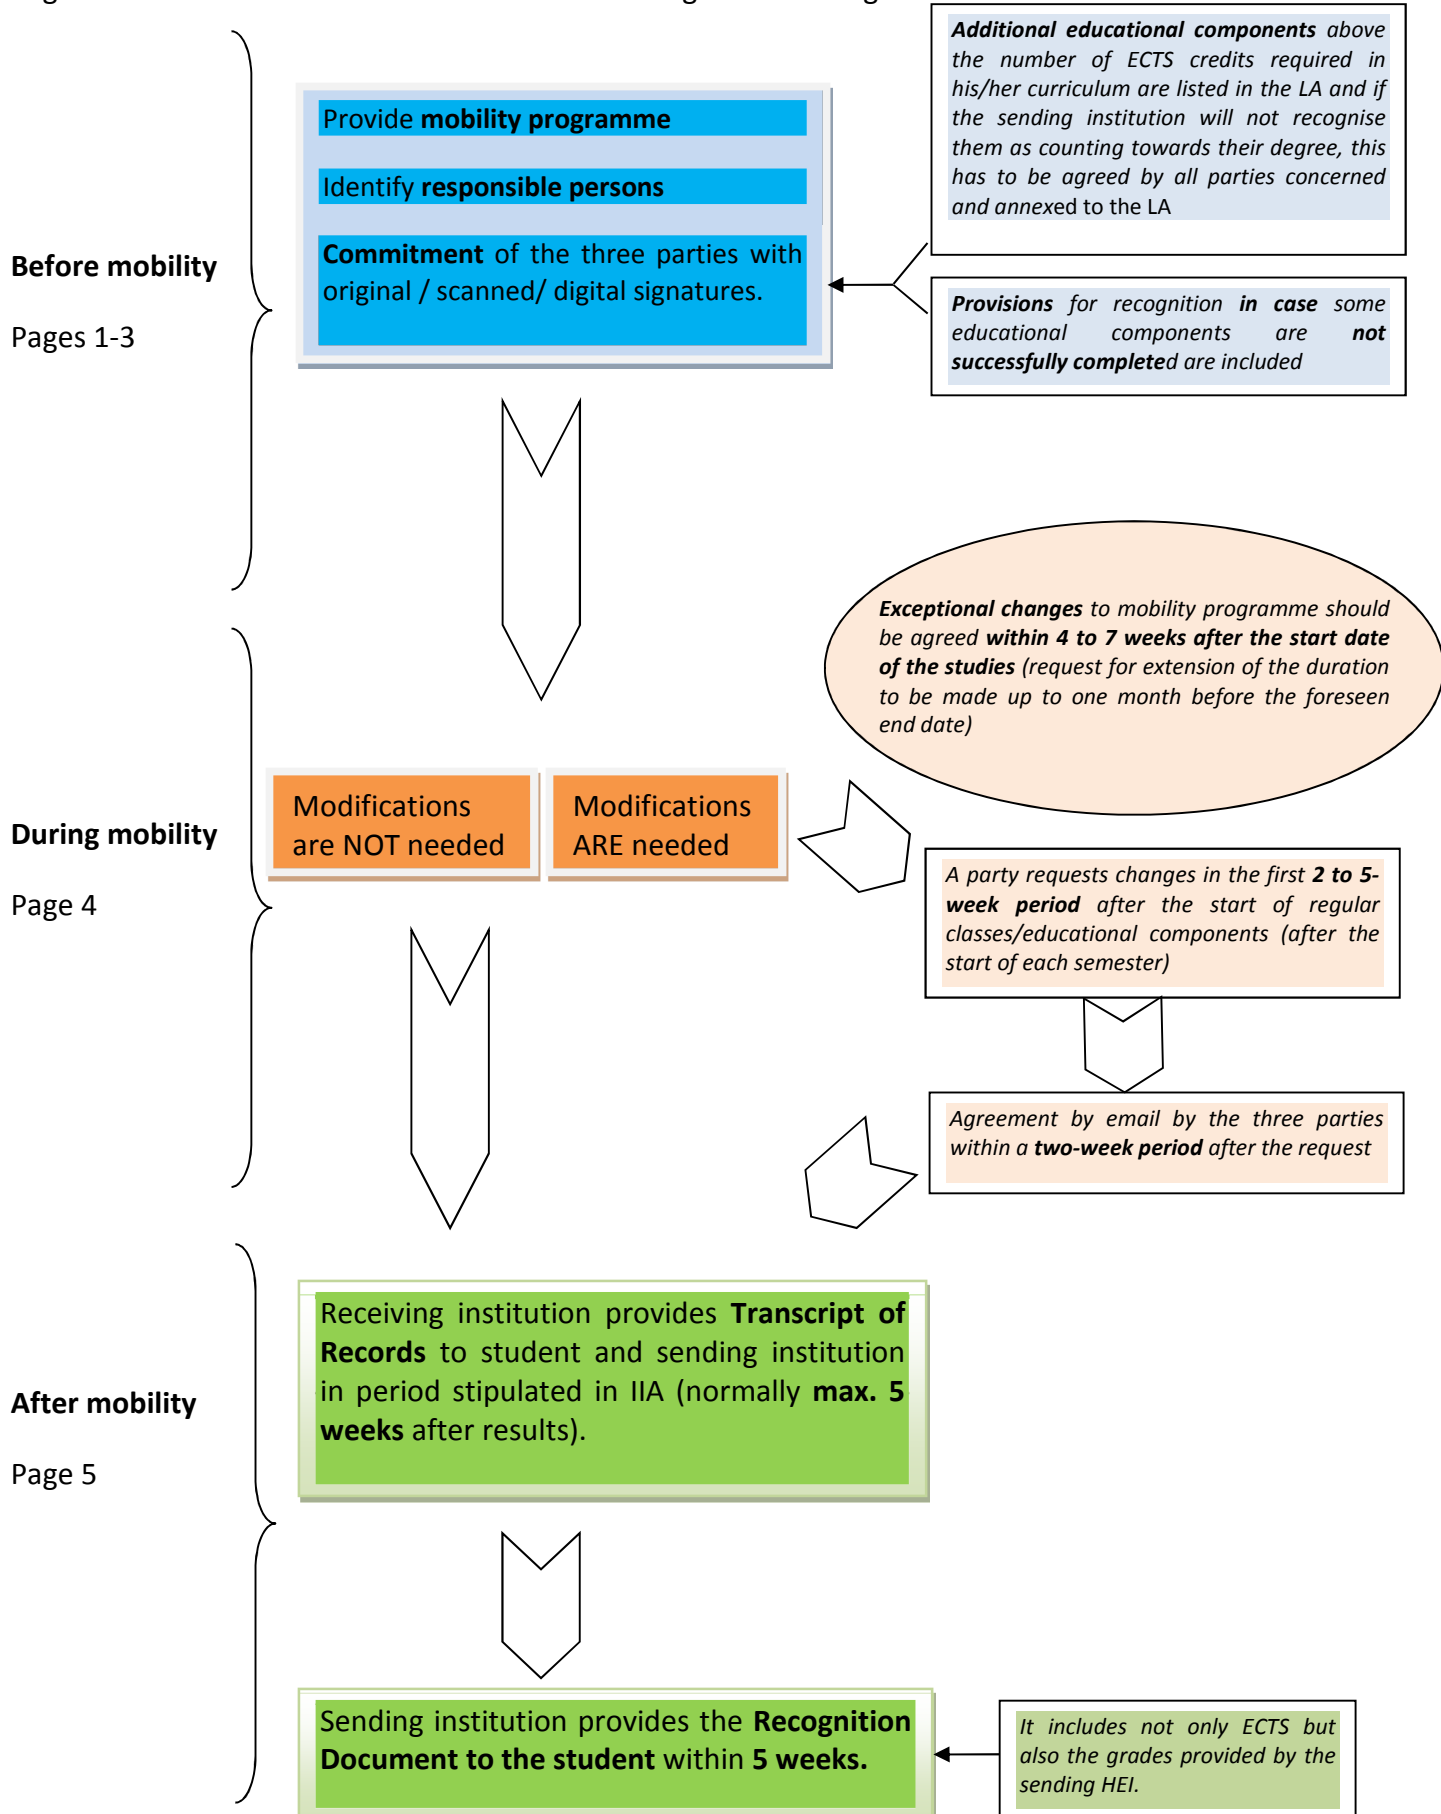 Additional educational components above
the number of ECTS credits required in
his/her curriculum are listed in the LA and if
the sending institution will not recognise
them as counting towards their degree, this
has to be agreed by all parties concerned
and annexed to the LA
Provide mobility programme
Identify responsible persons
Commitment of the three parties with
original / scanned/ digital signatures.
Before mobility
Pages 1-3
Provisions for recognition in case some
educational components are not
successfully completed are included
Exceptional changes to mobility programme should
be agreed within 4 to 7 weeks after the start date
of the studies (request for extension of the duration
to be made up to one month before the foreseen
end date)
During mobility
Page 4
Modifications
are NOT needed
Modifications
ARE needed
A party requests changes in the first 2 to 5-
week period after the start of regular
classes/educational components (after the
start of each semester)
Agreement by email by the three parties
within a two-week period after the request
After mobility
Page 5
Receiving institution provides Transcript of
Records to student and sending institution
in period stipulated in IIA (normally max. 5
weeks after results).
Sending institution provides the Recognition
Document to the student within 5 weeks.
It includes not only ECTS but
also the grades provided by the
sending HEI.